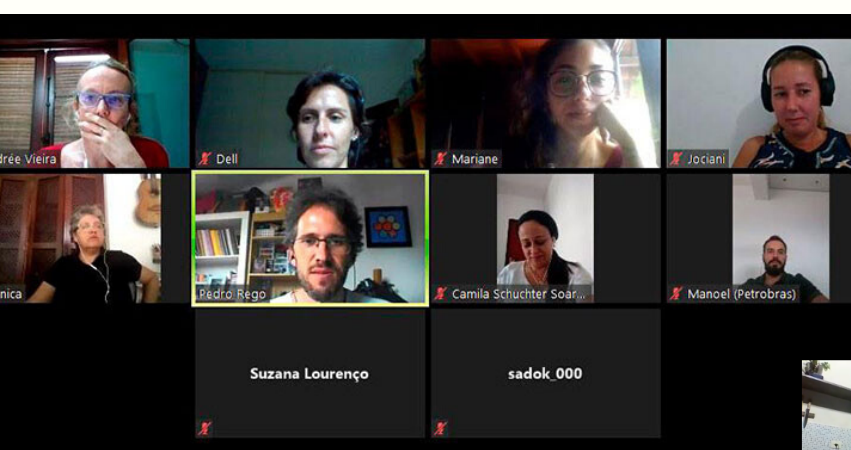 drée Vieira
Dell
Mariane
Jociani
nica
Pedro Rego
Camila Schuchter Soar...
Manoel (Petrobras)
Suzana Lourenço
sadok_000